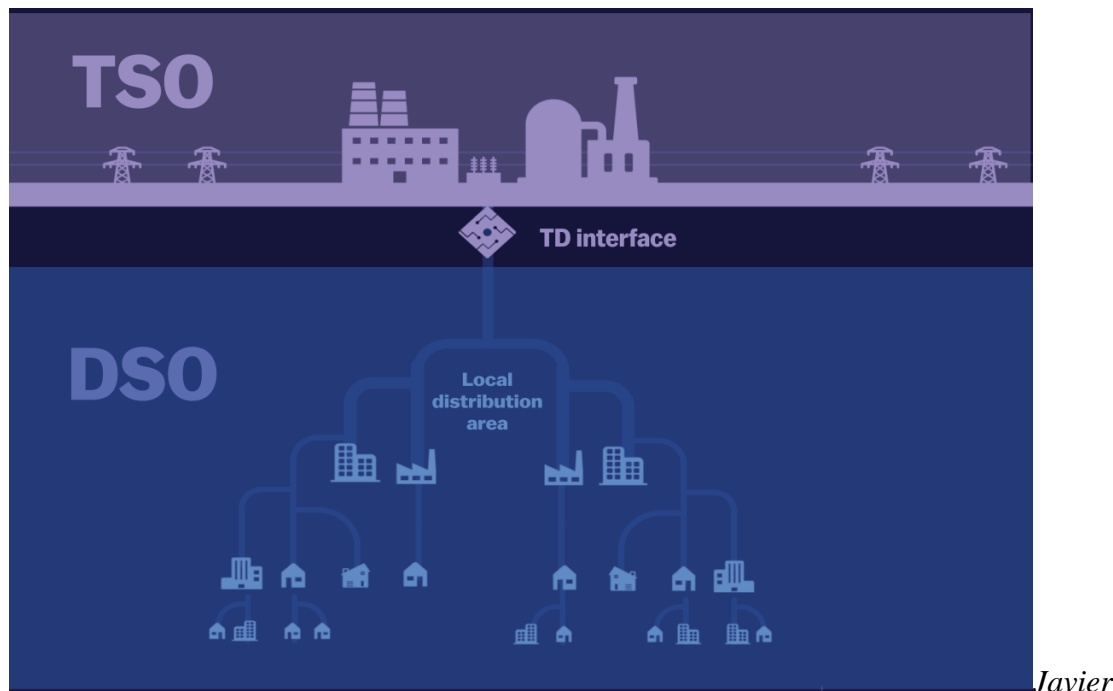 TSO
TD interface
DSO
Local
distribution
area
Javier